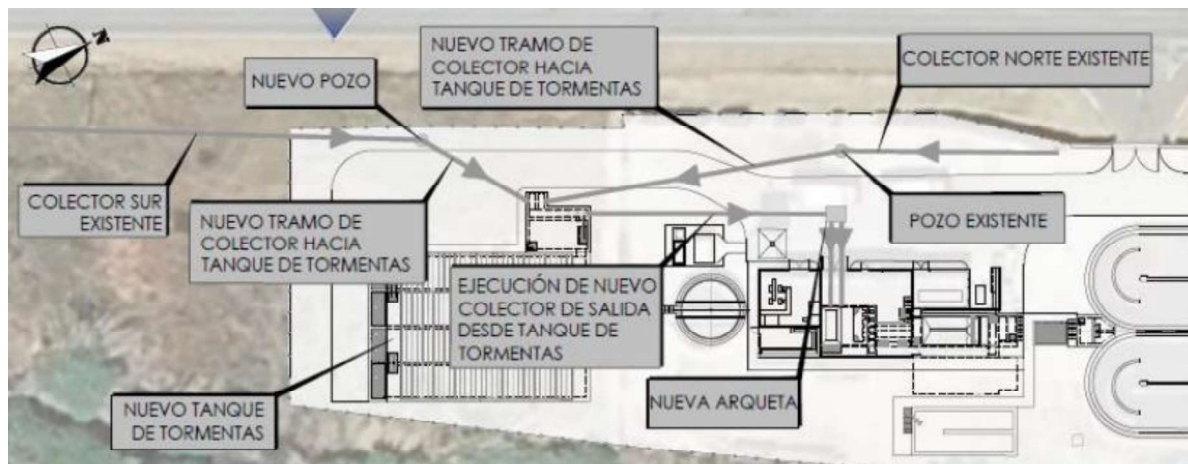 N
NUEVO POZO
NUEVO TRAMO DE
COLECTOR HACIA
TANQUE DE TORMENTAS
COLECTOR NORTE EXISTENTE
COLECTOR SUR
EXISTENTE
NUEVO TRAMO DE
COLECTOR HACIA
TANQUE DE TORMENTAS
POZO EXISTENTE
EJECUCIÓN DE NUEVO
COLECTOR DE SALIDA
DESDE TANQUE DE
TORMENTAS
NUEVO TANQUE
DE TORMENTAS
NUEVA ARQUETA